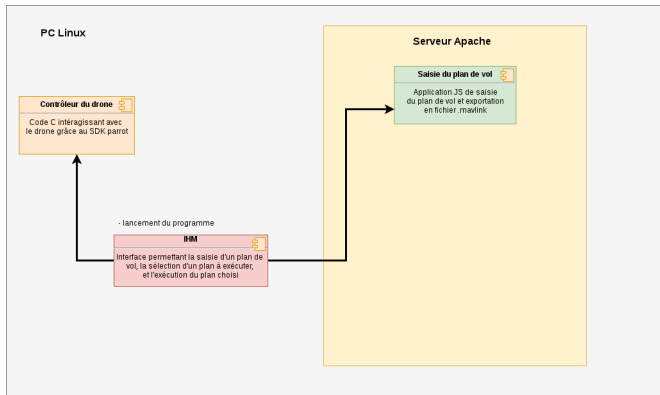 PC Linux
Serveur Apache
Saisie du plan de vol
Application JS de saisie
du plan de vol et exportation
en fichier .mavlink
Contrôleur du drone
Code C intéragissant avec
le drone grâce au SDK parrot
- lancement du programme
IHM
Interface permettant la saisie d'un plan de
vol, la sélection d'un plan à exécuter,
et l'exécution du plan choisi